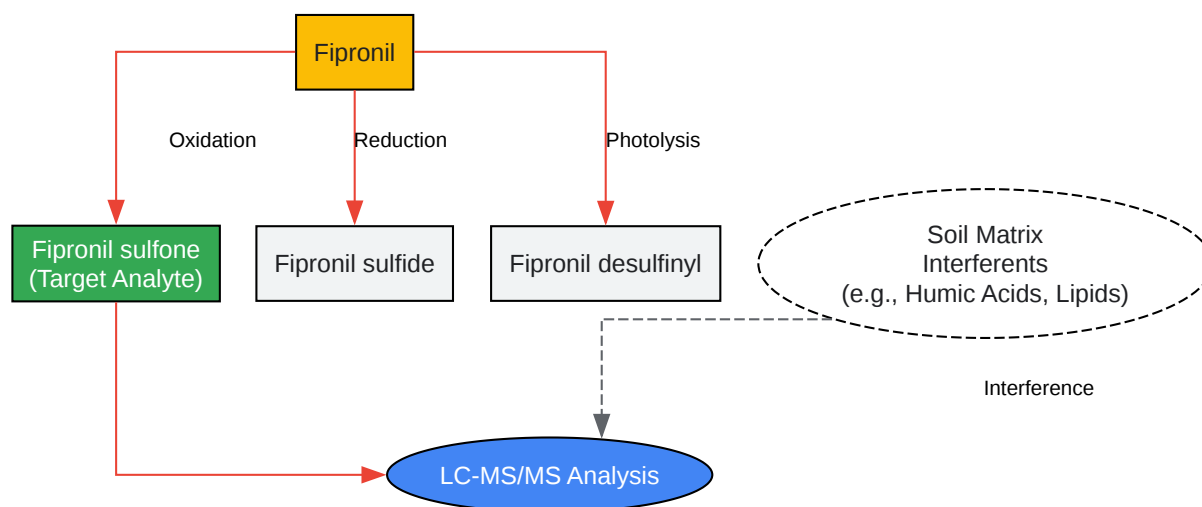 Fipronil
Oxidation
Reduction
Photolysis
Fipronil sulfone
(Target Analyte)
Fipronil sulfide
Fipronil desulfinyl
Soil Matrix
Interferents
(e.g., Humic Acids, Lipids)
Interference
LC-MS/MS Analysis